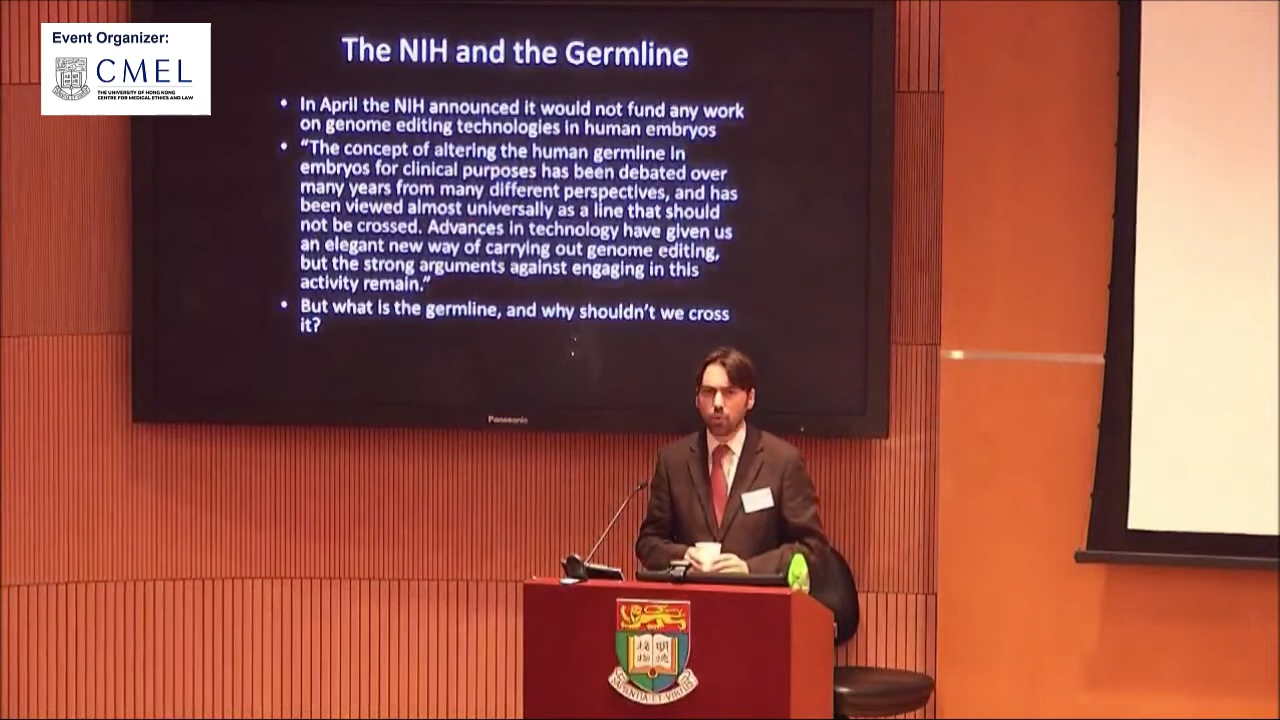 Event Organizer:
CMEL
THE UNIVERSITY OF HONG KONG
CENTRE FOR MEDICAL ETHICS AND LAW
The NIH and the Germline
• In April the NIH announced it would not fund any work
on genome editing technologies in human embryos
• “The concept of altering the human germline in
embryos for clinical purposes has been debated over
many years from many different perspectives, and has
been viewed almost universally as a line that should
not be crossed. Advances in technology have given us
an elegant new way of carrying out genome editing,
but the strong arguments against engaging in this
activity remain.”
• But what is the germline, and why shouldn’t we cross
it?
Panasonic
SAPIENTIA ET VIRTUS